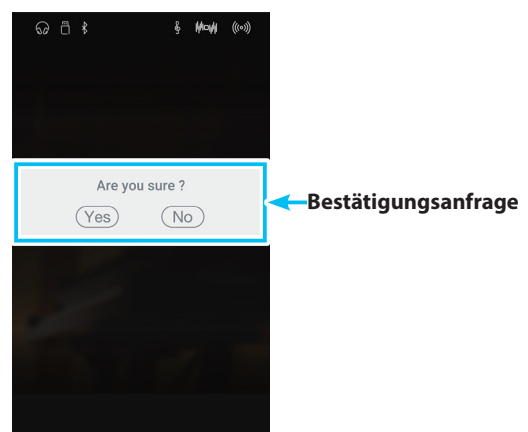 Are you sure ?
Yes No
Bestätigungsanfrage